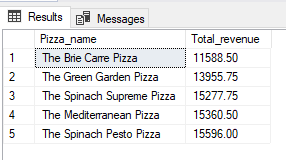 Results Messages
Pizza_name Total_revenue
1 The Brie Carre Pizza 11588.50
2 The Green Garden Pizza 13955.75
3 The Spinach Supreme Pizza 15277.75
4 The Mediterranean Pizza 15360.50
5 The Spinach Pesto Pizza 15596.00